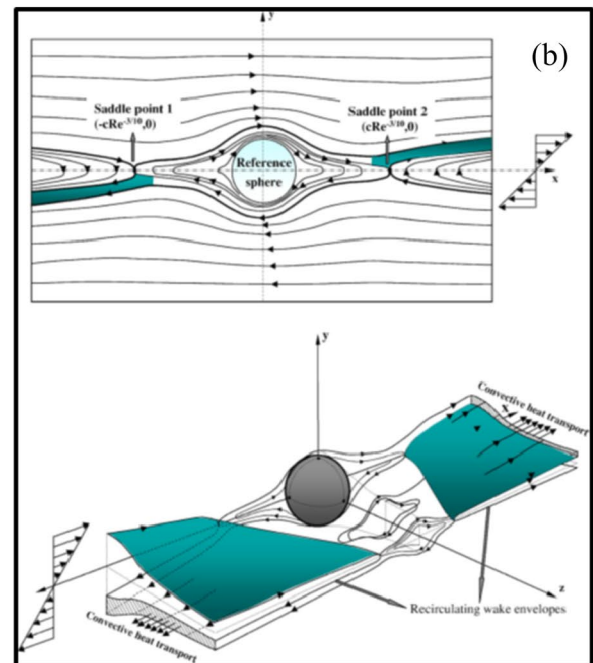 y
(b)
Saddle point 1
(-cRe-3/10,0)
Saddle point 2
(cRe-3/10,0)
Reference
sphere
x
y
Convective heat transport
X
z
Recirculating wake envelopes
Convective heat transport